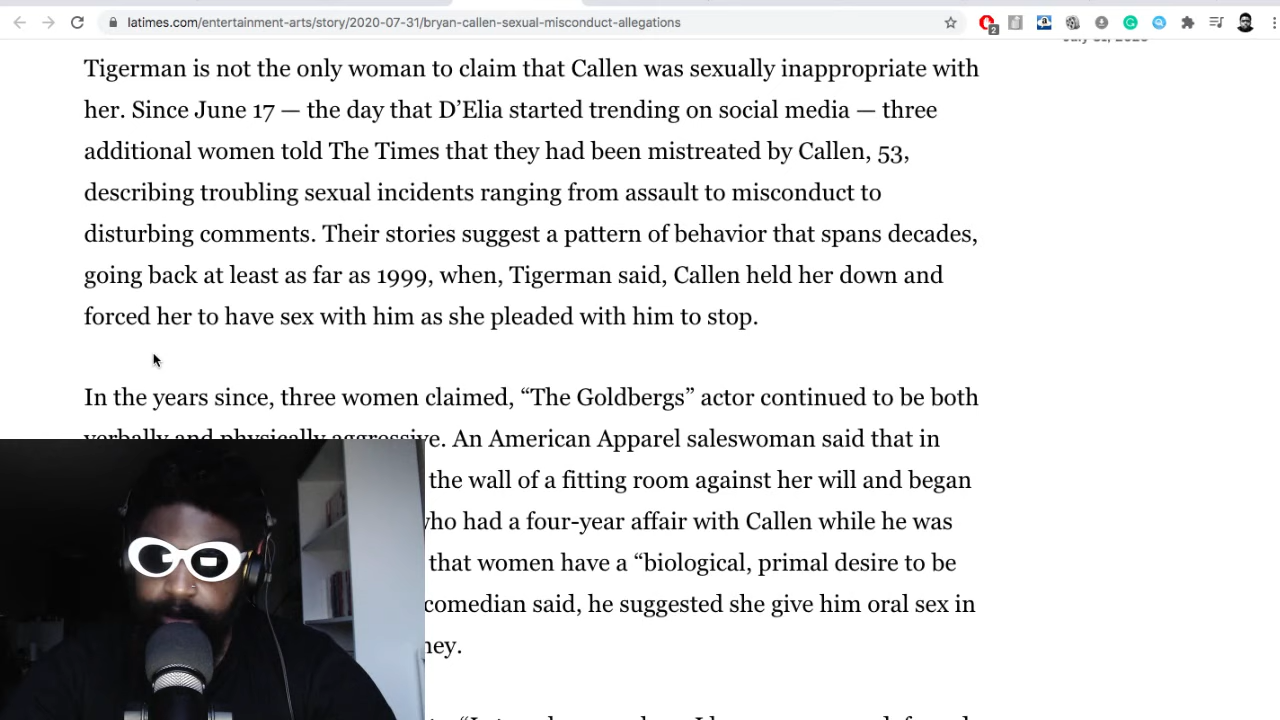 latimes.com/entertainment-arts/story/2020-07-31/bryan-callen-sexual-misconduct-allegations
2
Tigerman is not the only woman to claim that Callen was sexually inappropriate with
her. Since June 17 — the day that D’Elia started trending on social media — three
additional women told The Times that they had been mistreated by Callen, 53,
describing troubling sexual incidents ranging from assault to misconduct to
disturbing comments. Their stories suggest a pattern of behavior that spans decades,
going back at least as far as 1999, when, Tigerman said, Callen held her down and
forced her to have sex with him as she pleaded with him to stop.
In the years since, three women claimed, “The Goldbergs” actor continued to be both
verbally and physically aggressive. An American Apparel saleswoman said that in
the wall of a fitting room against her will and began
who had a four-year affair with Callen while he was
that women have a “biological, primal desire to be
comedian said, he suggested she give him oral sex in